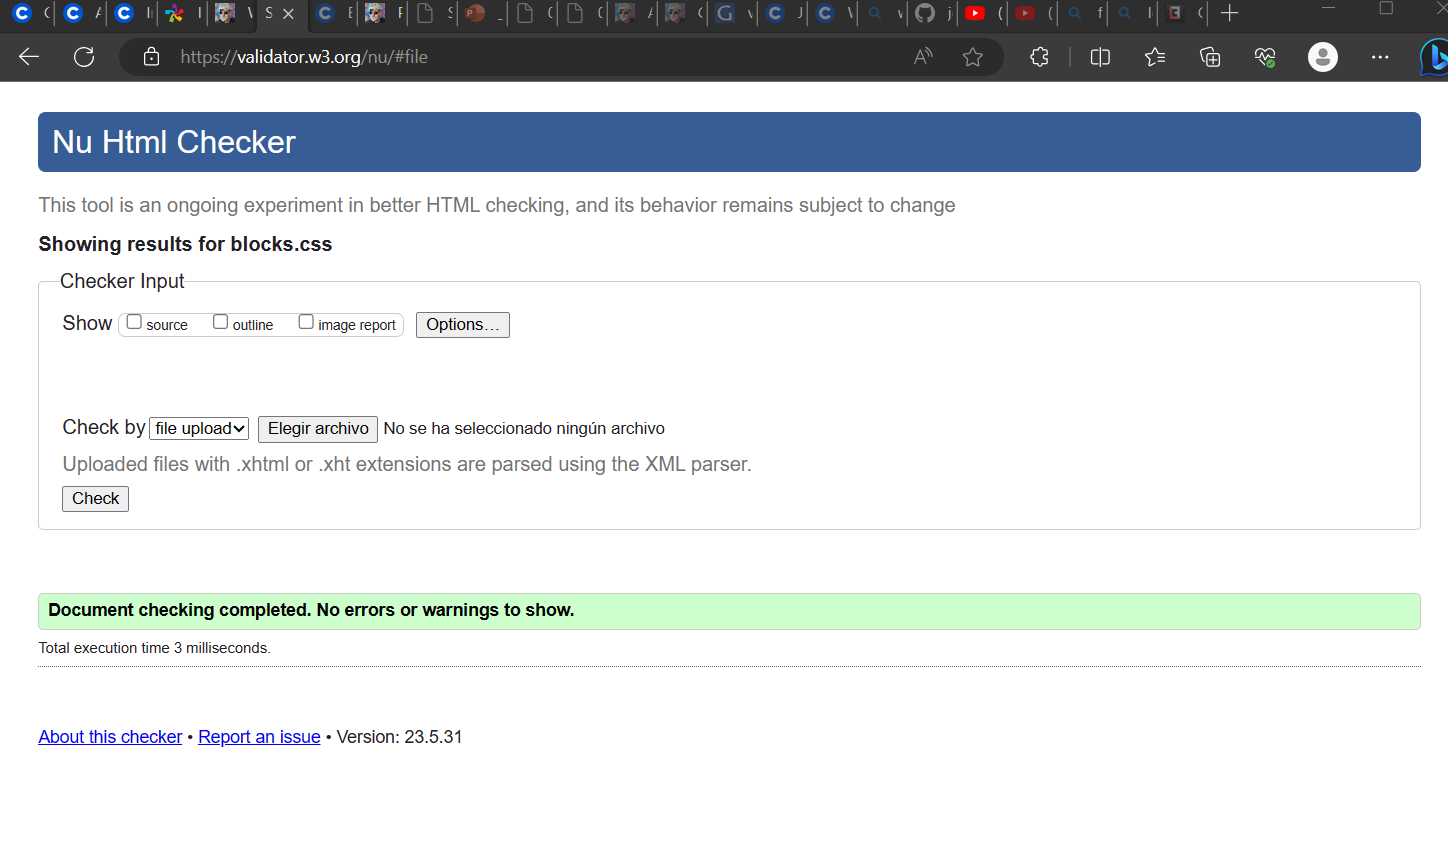 https://validator.w3.org/nu/#file
Nu Html Checker
This tool is an ongoing experiment in better HTML checking, and its behavior remains subject to change
Showing results for blocks.css
Checker Input
Show source outline image report Options...
Check by file upload Elegir archivo No se ha seleccionado ningún archivo
Uploaded files with .xhtml or .xht extensions are parsed using the XML parser.
Check
Document checking completed. No errors or warnings to show.
Total execution time 3 milliseconds.
About this checker • Report an issue • Version: 23.5.31